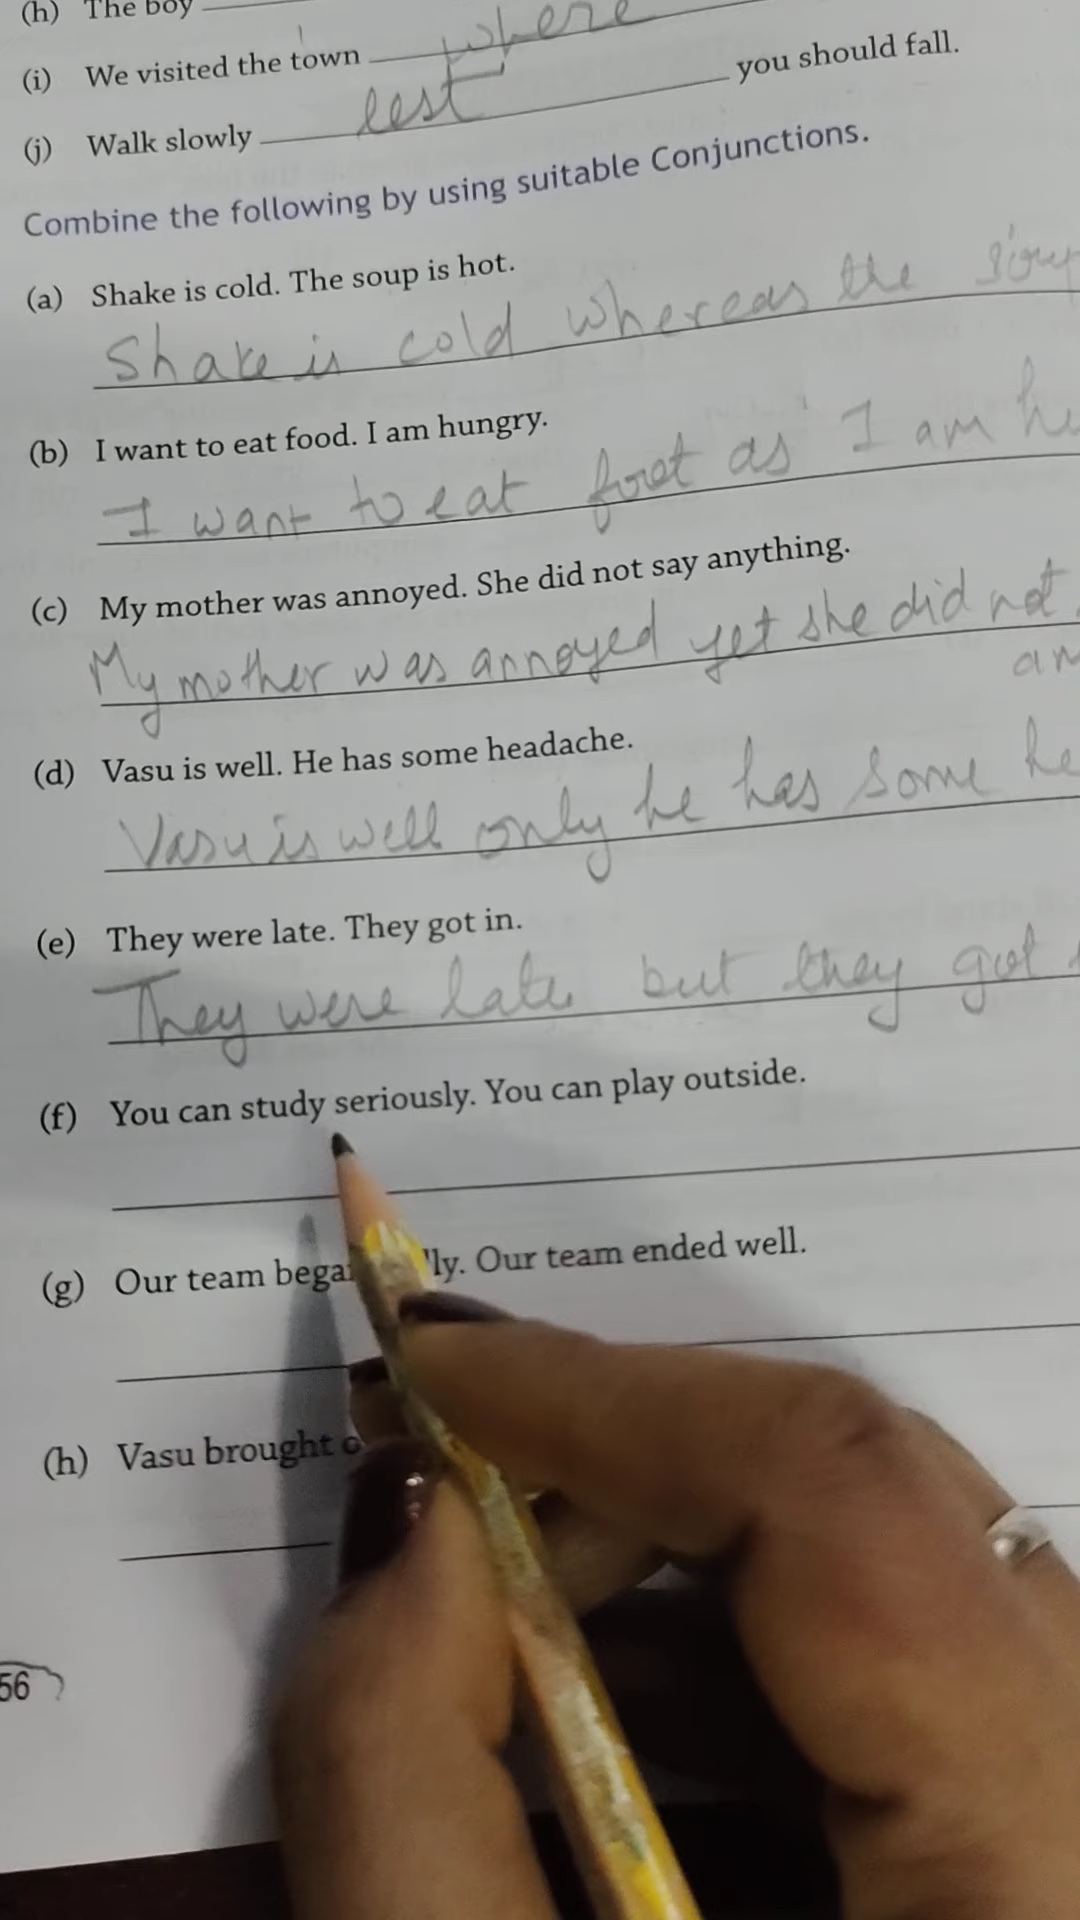 (h) The boy
(i) We visited the town where
(j) Walk slowly lest you should fall.
Combine the following by using suitable Conjunctions.
(a) Shake is cold. The soup is hot.
Shake is cold whereas the soup
(b) I want to eat food. I am hungry.
I want to eat as I am
(c) My mother was annoyed. She did not say anything.
My mother was annoyed yet she did not
(d) Vasu is well. He has some headache.
Vasu is well only he has some
(e) They were late. They got in.
They were late but they got
(f) You can study seriously. You can play outside.
(g) Our team ly. Our team ended well.
(h) Vasu brought
56